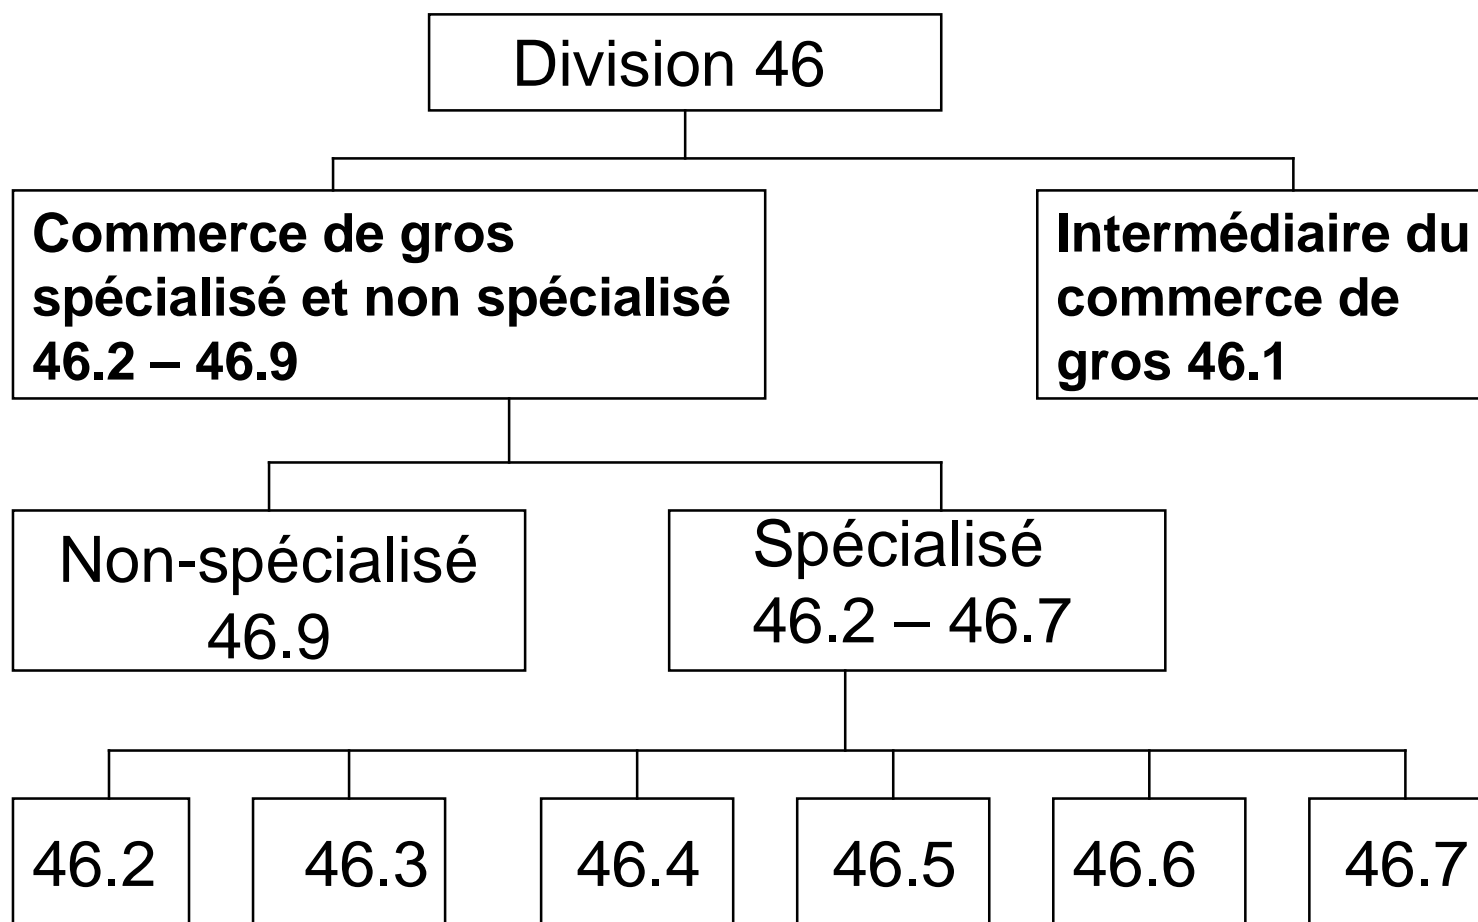 Division 46
Commerce de gros
spécialisé et non spécialisé
46.2 – 46.9
Intermédiaire du
commerce de
gros 46.1
Non-spécialisé
46.9
Spécialisé
46.2 – 46.7
46.2
46.3
46.4
46.5
46.6
46.7